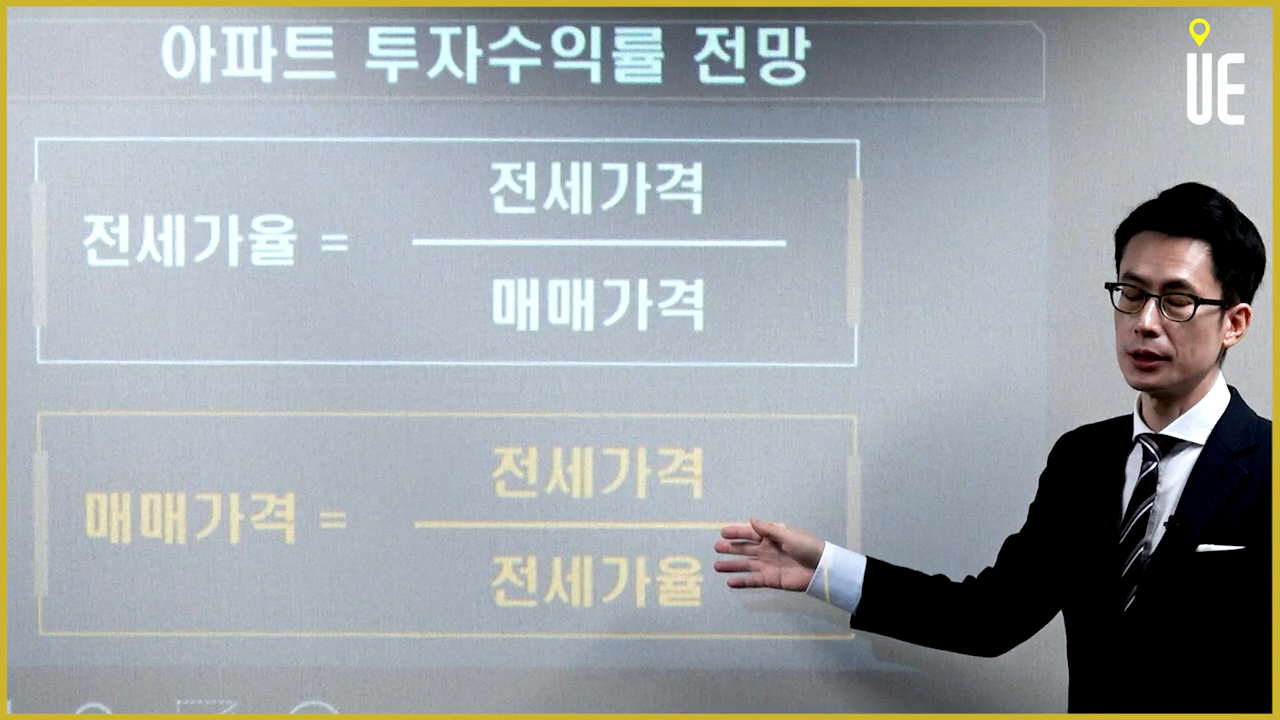 아파트 투자수익률 전망
UE
전세가율 =
전세가격
매매가격
매매가격 =
전세가격
전세가율